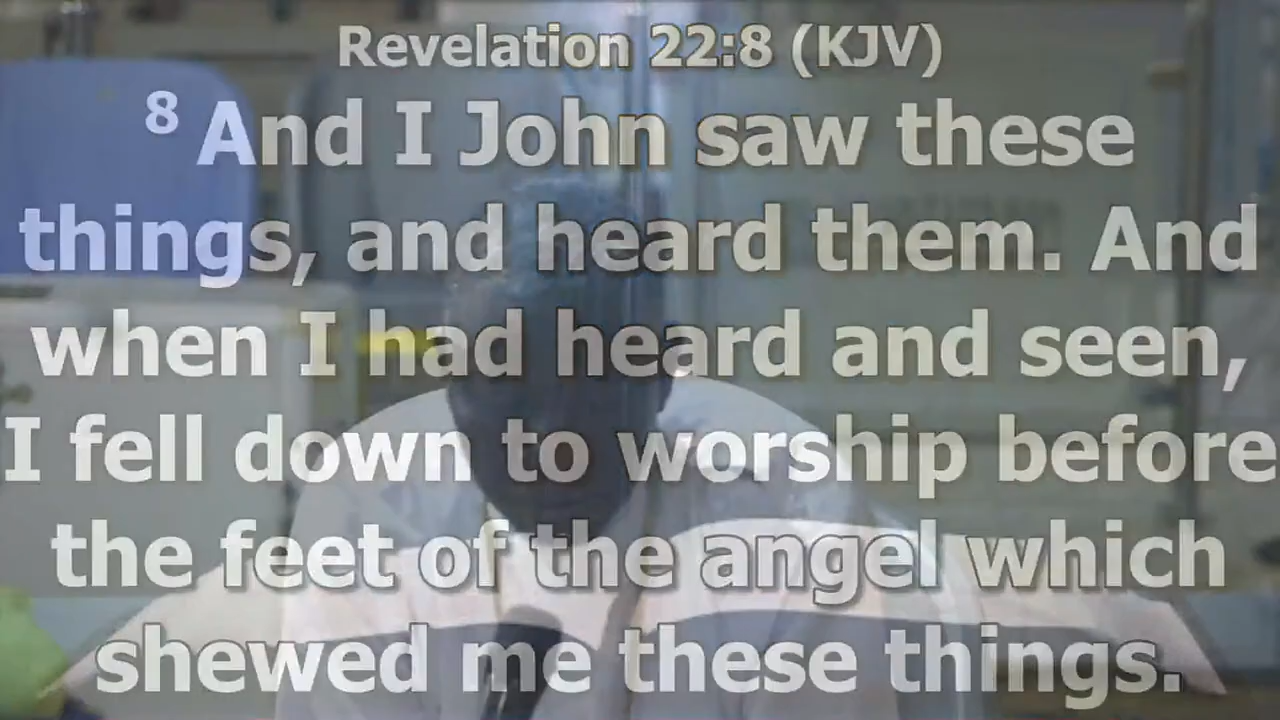 Revelation 22:8 (KJV)
8 And I John saw these
things, and heard them. And
when I had heard and seen,
I fell down to worship before
the feet of the angel which
shewed me these things.